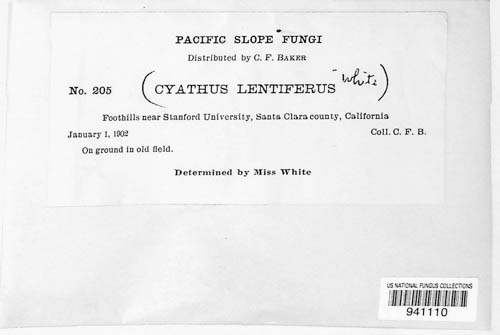 PACIFIC SLOPE FUNGI
Distributed by C. F. BAKER
No. 205 (CYATHUS LENTIFERUS White)
Foothills near Stanford University, Santa Clara county, California
January 1, 1902 Coll. C. F. B.
On ground in old field.
Determined by Miss White
US NATIONAL FUNGUS COLLECTIONS
941110